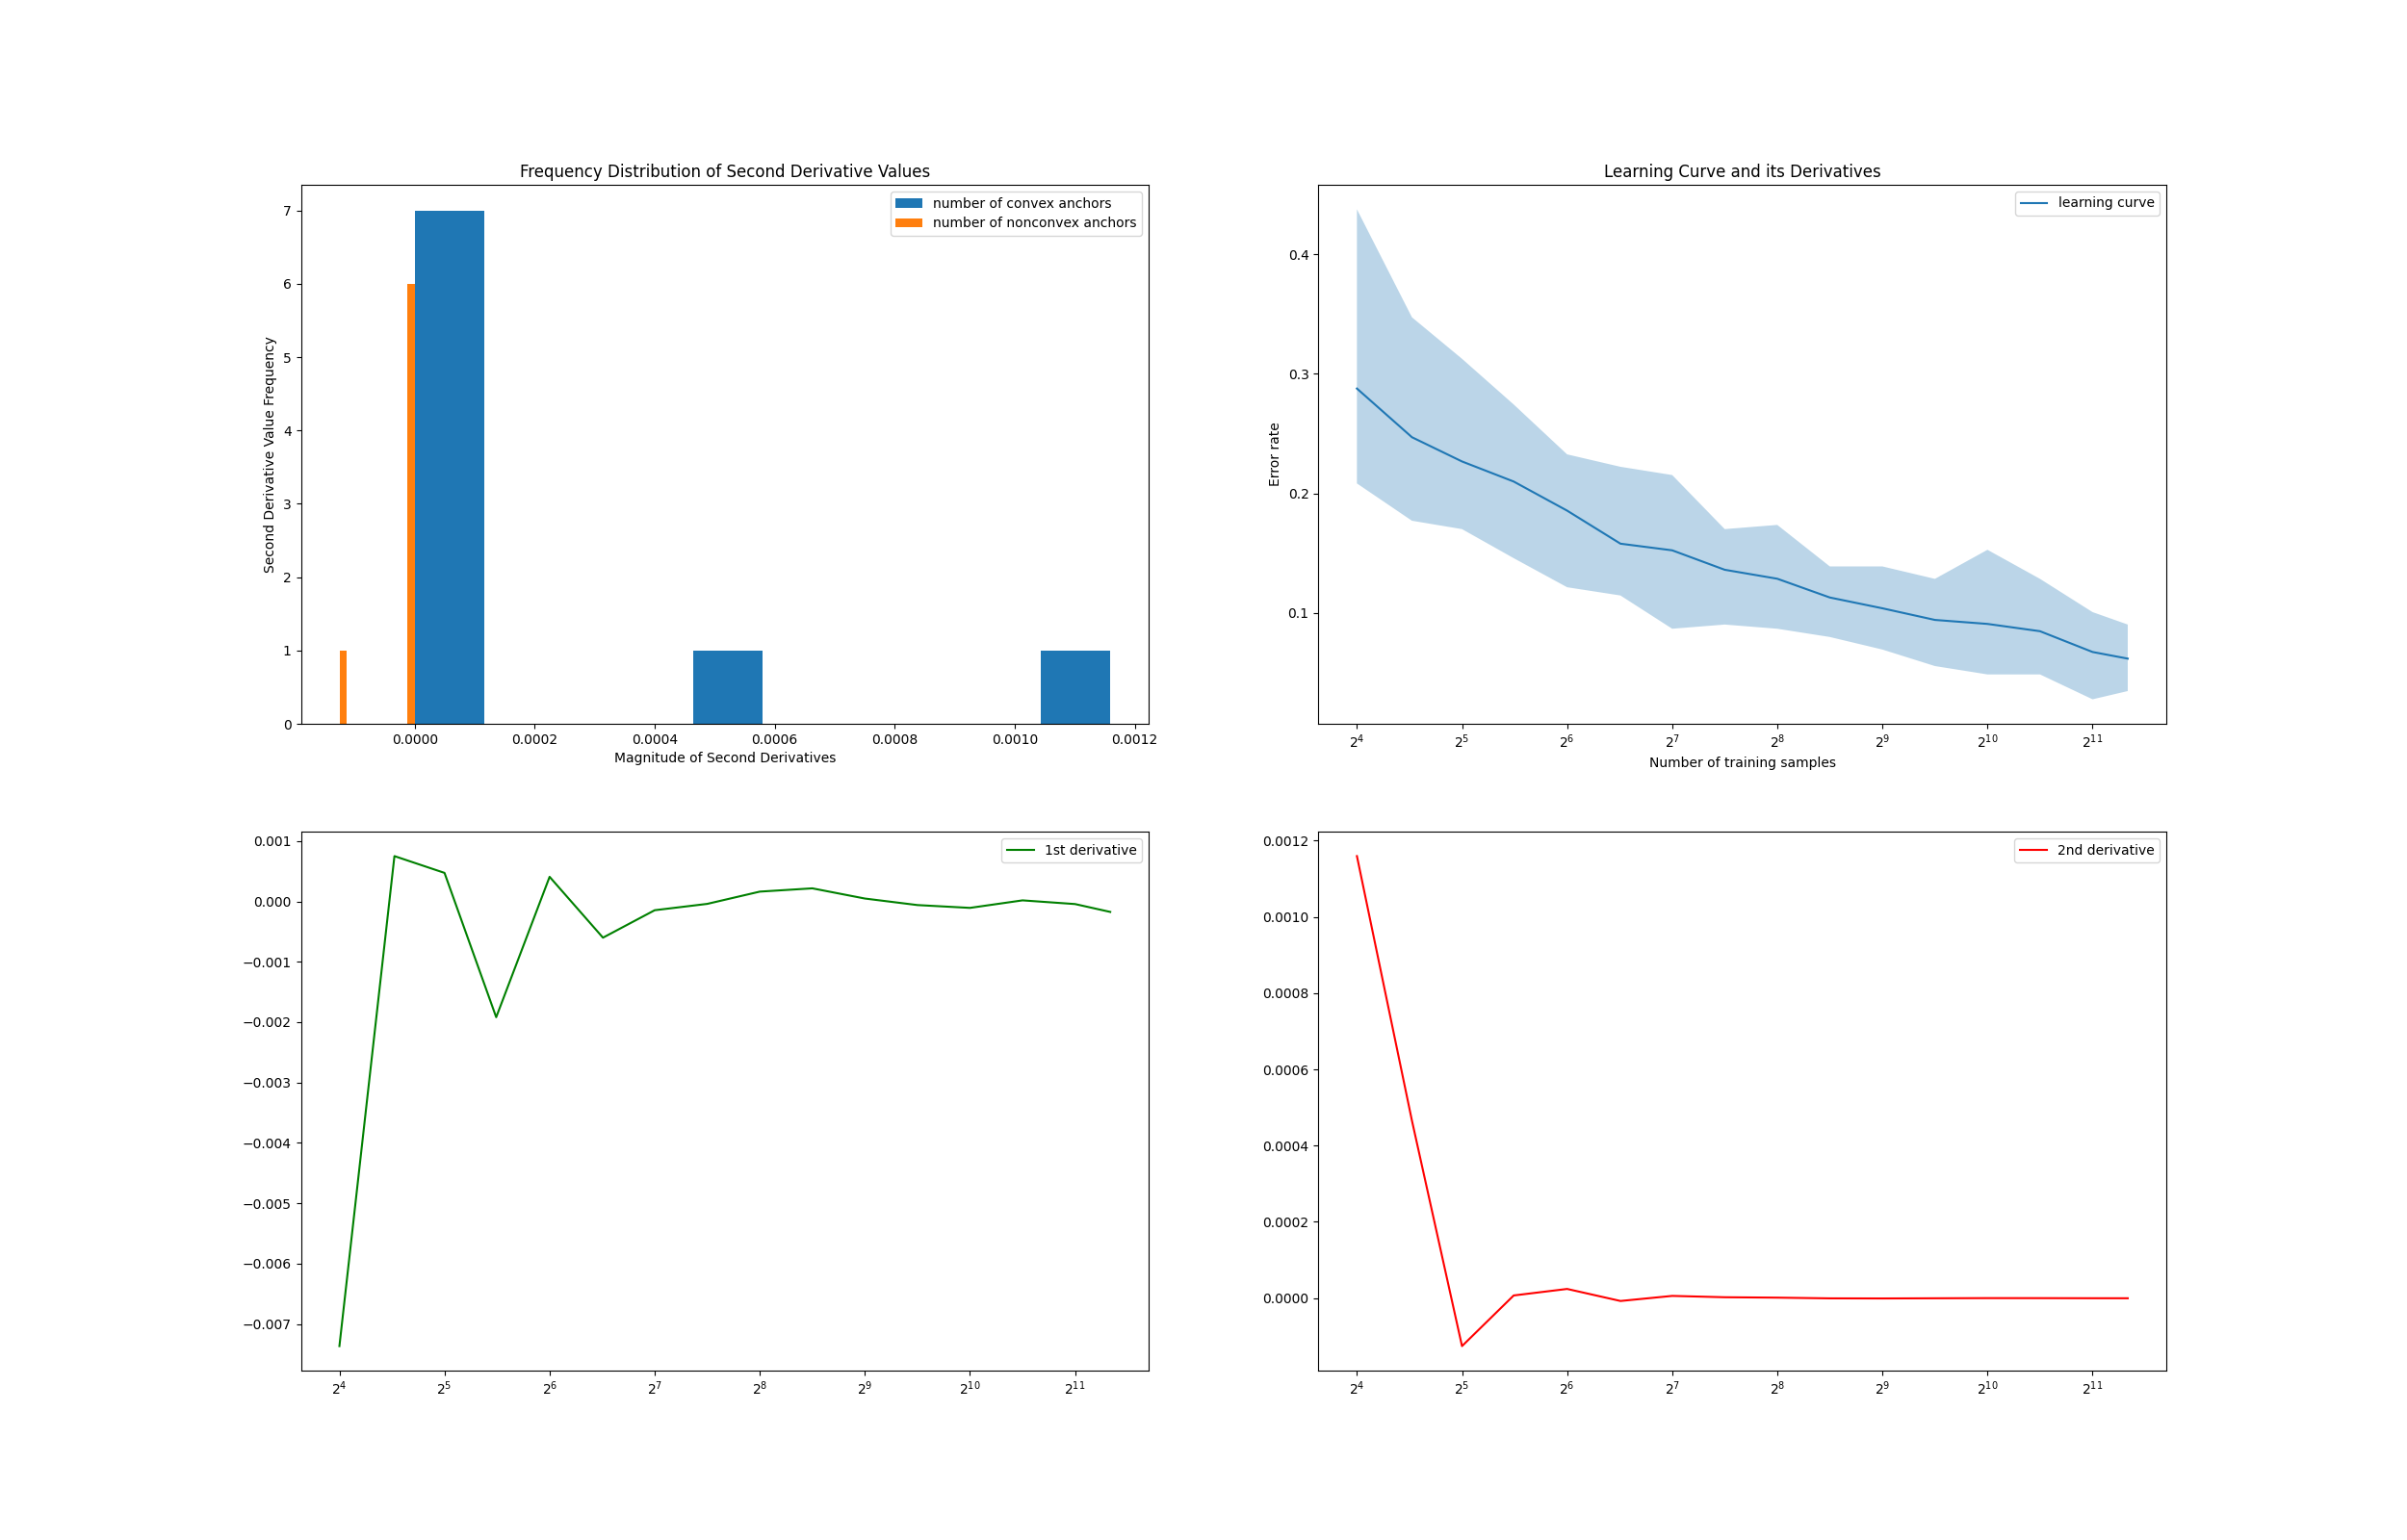 Frequency Distribution of Second Derivative Values
number of convex anchors
number of nonconvex anchors
Second Derivative Value Frequency
7
6
5
4
3
2
1
0
0.0000 0.0002 0.0004 0.0006 0.0008 0.0010 0.0012
Magnitude of Second Derivatives
Learning Curve and its Derivatives
learning curve
Error rate
0.4
0.3
0.2
0.1
2⁴ 2⁵ 2⁶ 2⁷ 2⁸ 2⁹ 2¹⁰ 2¹¹
Number of training samples
1st derivative
0.001
0.000
−0.001
−0.002
−0.003
−0.004
−0.005
−0.006
−0.007
2⁴ 2⁵ 2⁶ 2⁷ 2⁸ 2⁹ 2¹⁰ 2¹¹
2nd derivative
0.0012
0.0010
0.0008
0.0006
0.0004
0.0002
0.0000
2⁴ 2⁵ 2⁶ 2⁷ 2⁸ 2⁹ 2¹⁰ 2¹¹